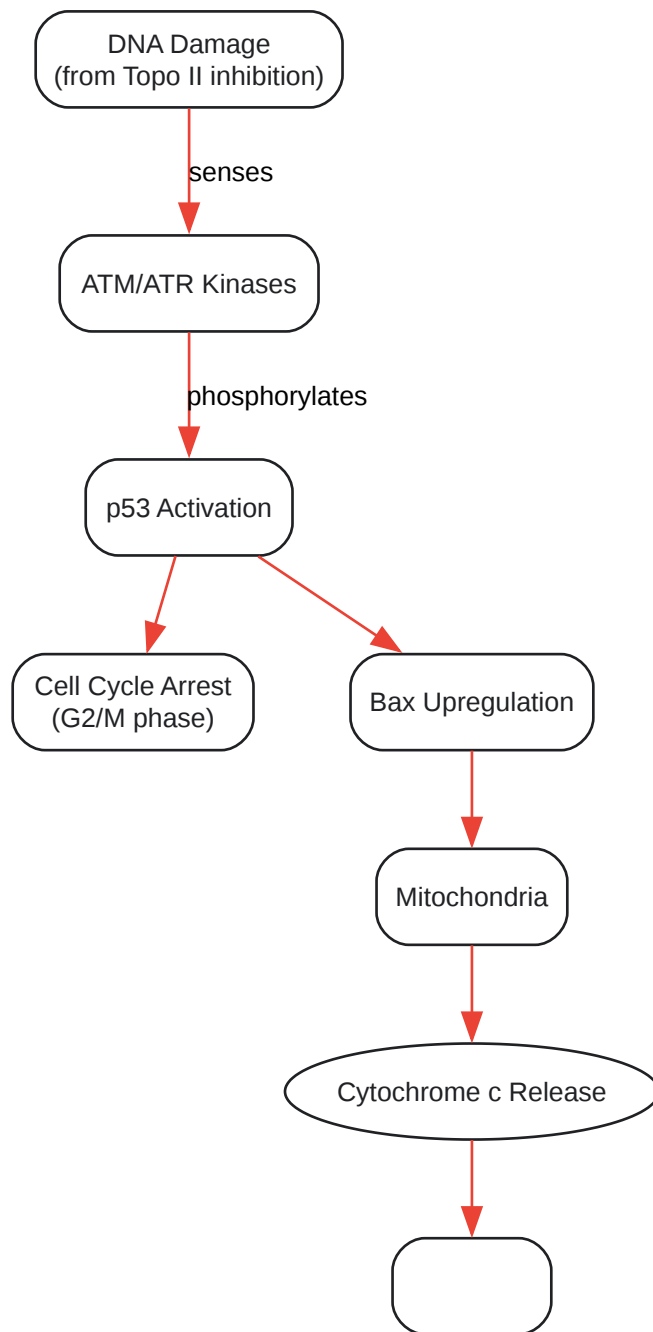 DNA Damage
(from Topo II inhibition)
senses
ATM/ATR Kinases
phosphorylates
p53 Activation
Cell Cycle Arrest
(G2/M phase)
Bax Upregulation
Mitochondria
Cytochrome c Release